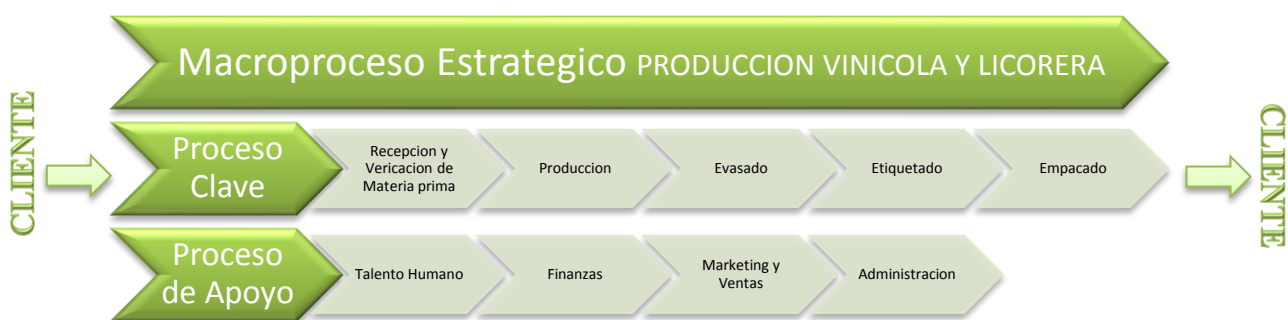 Macroproceso Estrategico PRODUCCION VINICOLA Y LICORERA
CLIENTE
Proceso
Clave
Recepcion y
Vericacion de
Materia prima
Produccion
Evasado
Etiquetado
Empacado
CLIENTE
Proceso
de Apoyo
Talento Humano
Finanzas
Marketing y
Ventas
Administracion